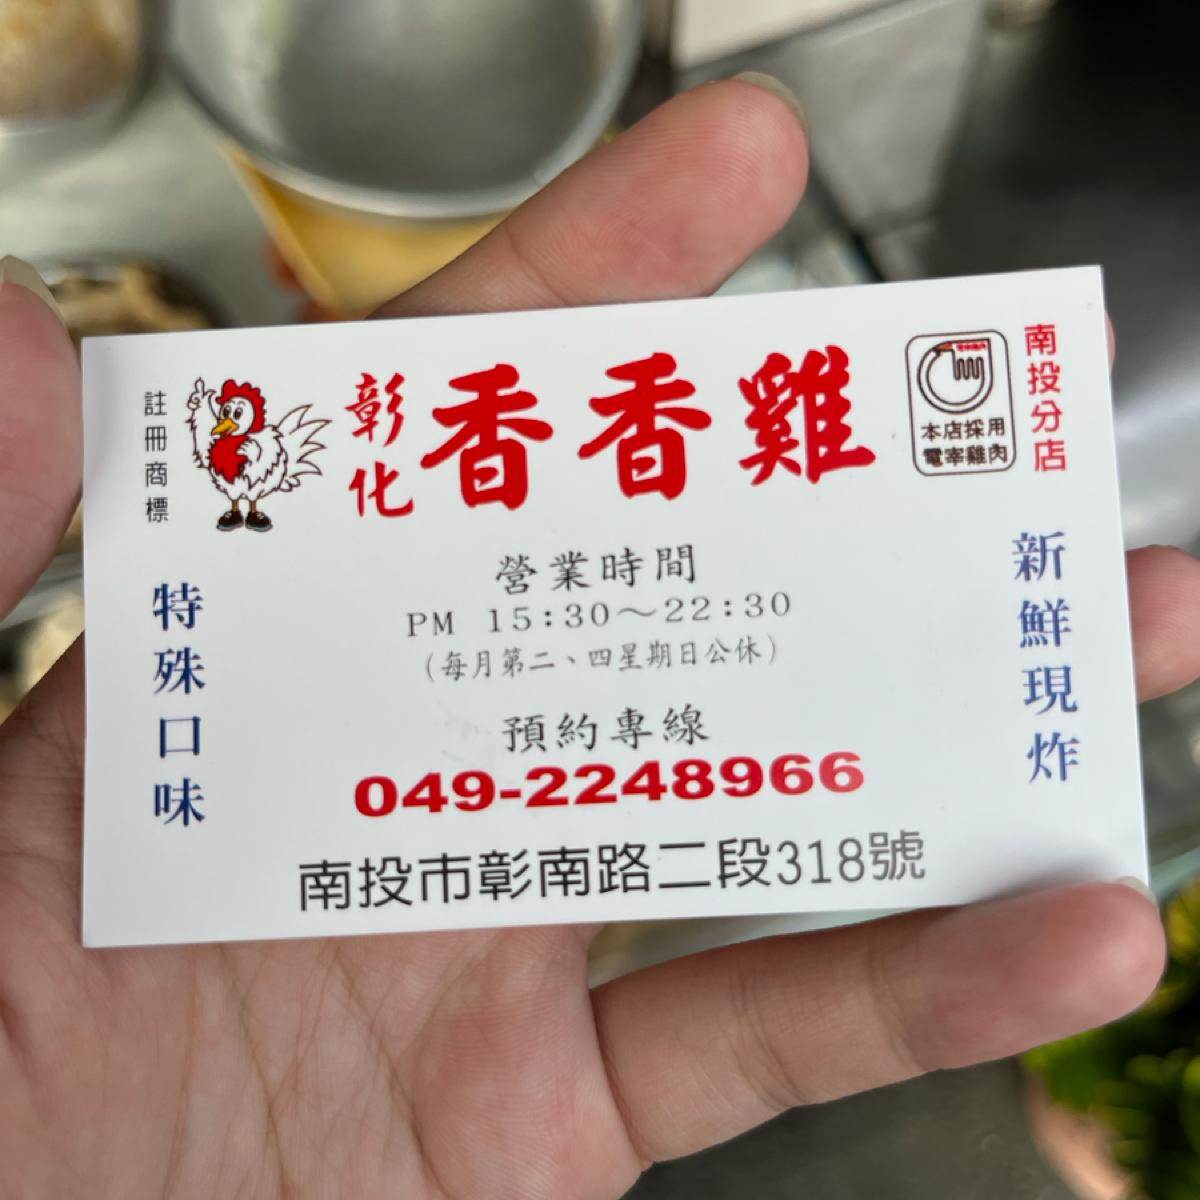 註冊商標
彰化
香香雞
本店採用
電宰雞肉
南投分店
特殊口味
新鮮現炸
營業時間
PM 15:30～22:30
（每月第二、四星期日公休）
預約專線
049-2248966
南投市彰南路二段318號